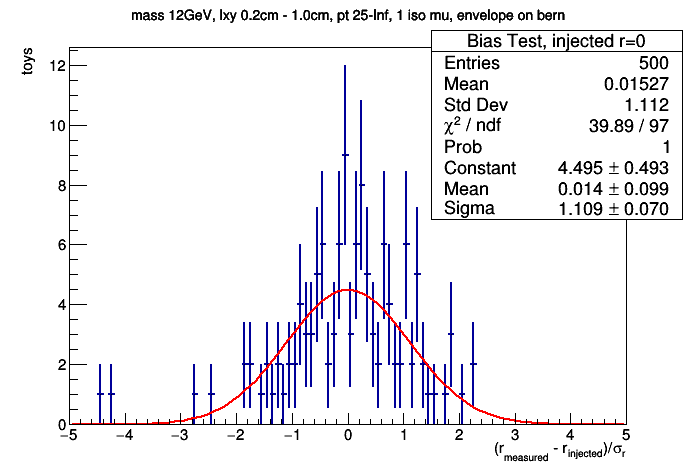 mass 12GeV, lxy 0.2cm - 1.0cm, pt 25-Inf, 1 iso mu, envelope on bern
Bias Test, injected r=0
Entries 500
Mean 0.01527
Std Dev 1.112
χ² / ndf 39.89 / 97
Prob 1
Constant 4.495 ± 0.493
Mean 0.014 ± 0.099
Sigma 1.109 ± 0.070
toys
12
10
8
6
4
2
0
−5 −4 −3 −2 −1 0 1 2 3 4 5
(r_measured - r_injected)/σ_r